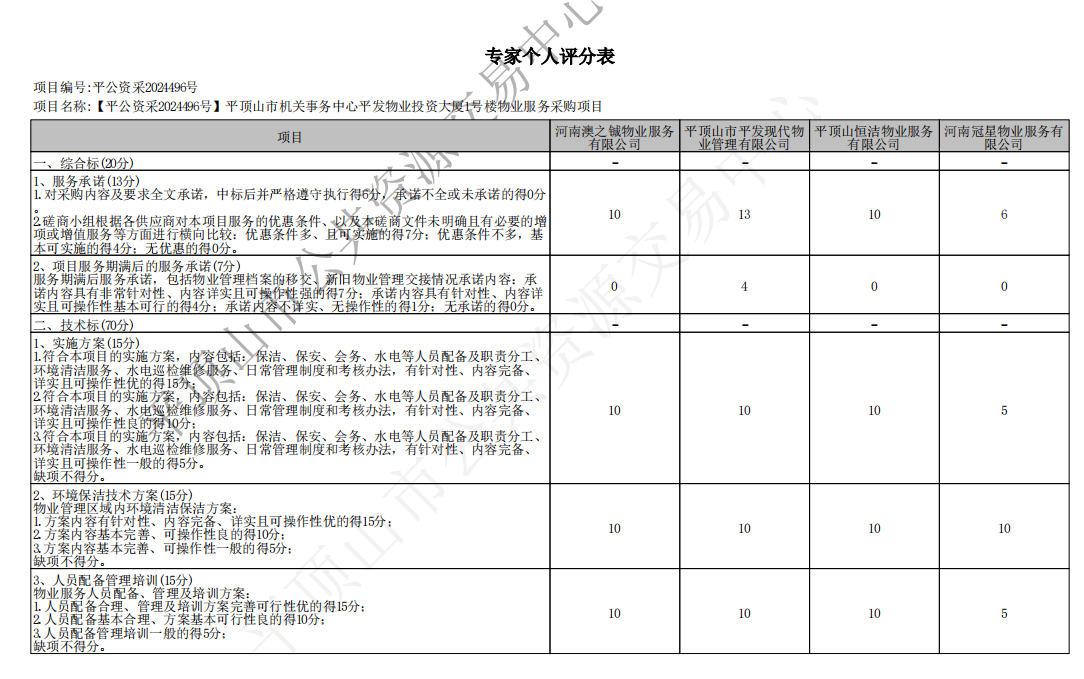 专家个人评分表
项目编号:平公资采2024496号
项目名称:【平公资采2024496号】平顶山市机关事务中心平发物业投资大厦1号楼物业服务采购项目
项目 河南澳之铖物业服务有限公司 平顶山市平发现代物业管理有限公司 平顶山恒洁物业服务有限公司 河南冠星物业服务有限公司
一、综合标(20分) - - - -
1、服务承诺(13分)
1.对采购内容及要求全文承诺，中标后并严格遵守执行得6分，承诺不全或未承诺的得0分
。
2.磋商小组根据各供应商对本项目服务的优惠条件、以及本磋商文件未明确且有必要的增
项或增值服务等方面进行横向比较：优惠条件多、且可实施的得7分；优惠条件不多，基
本可实施的得4分；无优惠的得0分。
10 13 10 6
2、项目服务期满后的服务承诺(7分)
服务期满后服务承诺，包括物业管理档案的移交、新旧物业管理交接情况承诺内容：承
诺内容具有非常针对性、内容详实且可操作性强的得7分；承诺内容具有针对性、内容详
实且可操作性基本可行的得4分；承诺内容不详实、无操作性的得1分；无承诺的得0分。
0 4 0 0
二、技术标(70分) - - - -
1、实施方案(15分)
1.符合本项目的实施方案，内容包括：保洁、保安、会务、水电等人员配备及职责分工、
环境清洁服务、水电巡检维修服务、日常管理制度和考核办法，有针对性、内容完备、
详实且可操作性优的得15分；
2.符合本项目的实施方案，内容包括：保洁、保安、会务、水电等人员配备及职责分工、
环境清洁服务、水电巡检维修服务、日常管理制度和考核办法，有针对性、内容完备、
详实且可操作性良的得10分；
3.符合本项目的实施方案，内容包括：保洁、保安、会务、水电等人员配备及职责分工、
环境清洁服务、水电巡检维修服务、日常管理制度和考核办法，有针对性、内容完备、
详实且可操作性一般的得5分。
缺项不得分。
10 10 10 5
2、环境保洁技术方案(15分)
物业管理区域内环境清洁保洁方案：
1.方案内容有针对性、内容完备、详实且可操作性优的得15分；
2.方案内容基本完善、可操作性良的得10分；
3.方案内容基本完善、可操作性一般的得5分；
缺项不得分。
10 10 10 10
3、人员配备管理培训(15分)
物业服务人员配备、管理及培训方案：
1.人员配备合理、管理及培训方案完善可行性优的得15分；
2.人员配备基本合理、方案基本可行性良的得10分；
3.人员配备管理培训一般的得5分；
缺项不得分。
10 10 10 5
平顶山市公共资源交易中心
平顶山市公共资源交易中心